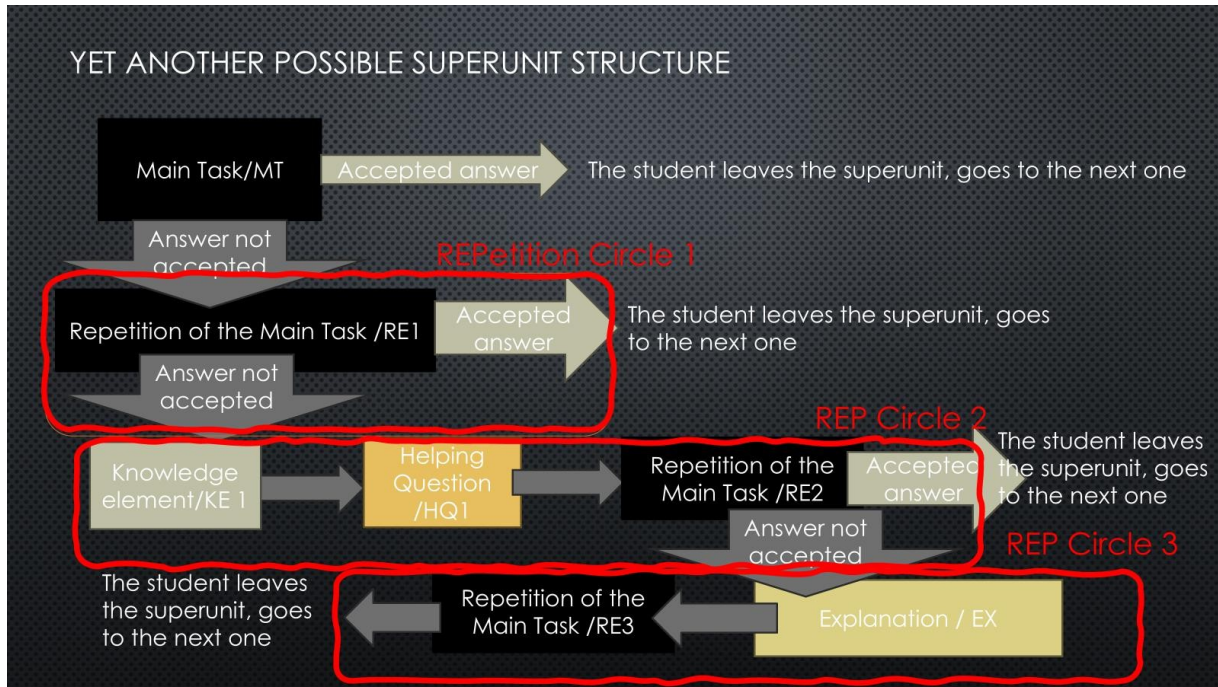 YET ANOTHER POSSIBLE SUPERUNIT STRUCTURE
Main Task/MT
Accepted answer
The student leaves the superunit, goes to the next one
Answer not
accepted
REPetition Circle 1
Repetition of the Main Task /RE1
Accepted
answer
The student leaves the superunit, goes
to the next one
Answer not
accepted
REP Circle 2
Knowledge
element/KE 1
Helping
Question
/HQ1
Repetition of the
Main Task /RE2
Accepted
answer
The student leaves
the superunit, goes
to the next one
Answer not
accepted
REP Circle 3
The student leaves
the superunit, goes
to the next one
Repetition of the
Main Task /RE3
Explanation / EX